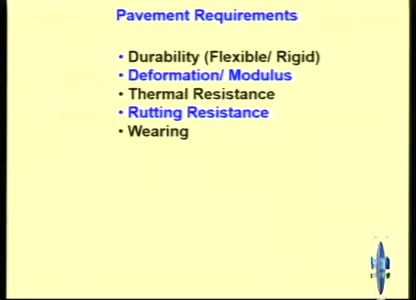 Pavement Requirements
• Durability (Flexible/ Rigid)
• Deformation/ Modulus
• Thermal Resistance
• Rutting Resistance
• Wearing